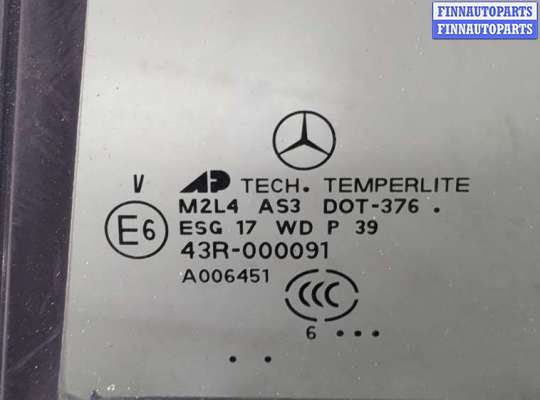 FINNAUTOPARTS
FINNAUTOPARTS
V
AP TECH. TEMPERLITE
M2L4 AS3 DOT-376 .
E6
ESG 17 WD P 39
43R-000091
A006451
CCC
6 •••
• •